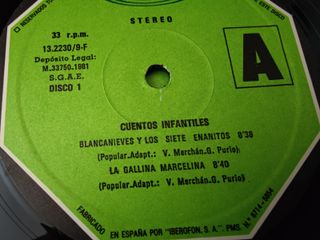 STEREO
33 r.p.m.
13.2230/9-F
Depósito Legal:
M.33750.1981
S.G.A.E.
DISCO 1
A
CUENTOS INFANTILES
BLANCANIEVES Y LOS SIETE ENANITOS 8'38
(Popular.Adapt.: V. Merchán.G. Purio)
LA GALLINA MARCELINA 8'40
(Popular.Adapt.: V. Merchán.G. Purio)
FABRICADO
EN ESPAÑA POR "IBEROFON, S. A." PMS.